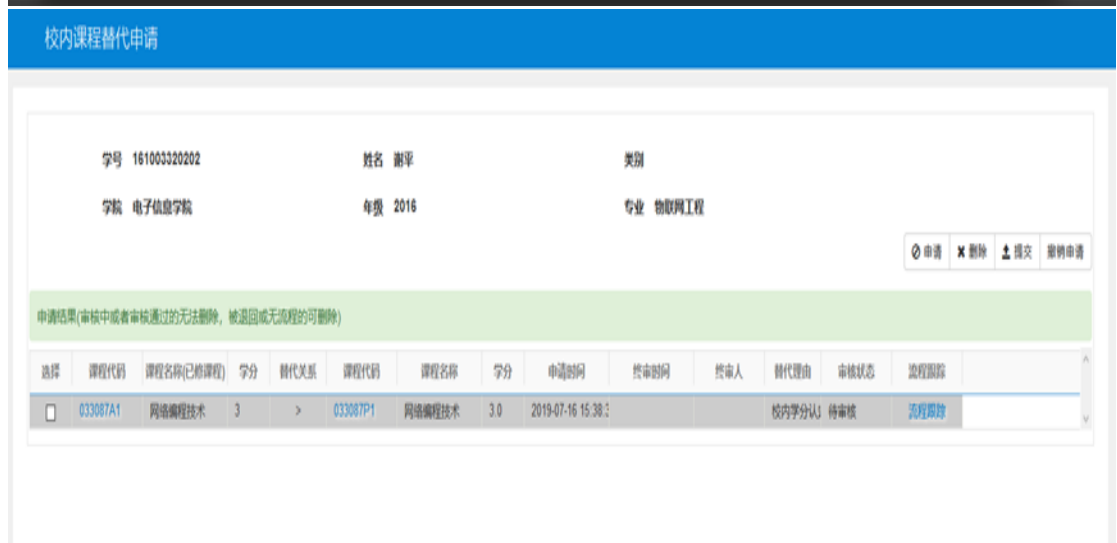 校内课程替代申请
学号 161003320202 姓名 谢平 类别
学院 电子信息学院 年级 2016 专业 物联网工程
申请 删除 提交 撤销申请
申请结果(审核中或者审核通过的无法删除，被退回或无流程的可删除)
选择 课程代码 课程名称(已修课程) 学分 替代关系 课程代码 课程名称 学分 申请时间 终审时间 终审人 替代理由 审核状态 流程跟踪
033087A1 网络编程技术 3 > 033087P1 网络编程技术 3.0 2019-07-16 15:38:3 校内学分认 待审核 流程跟踪